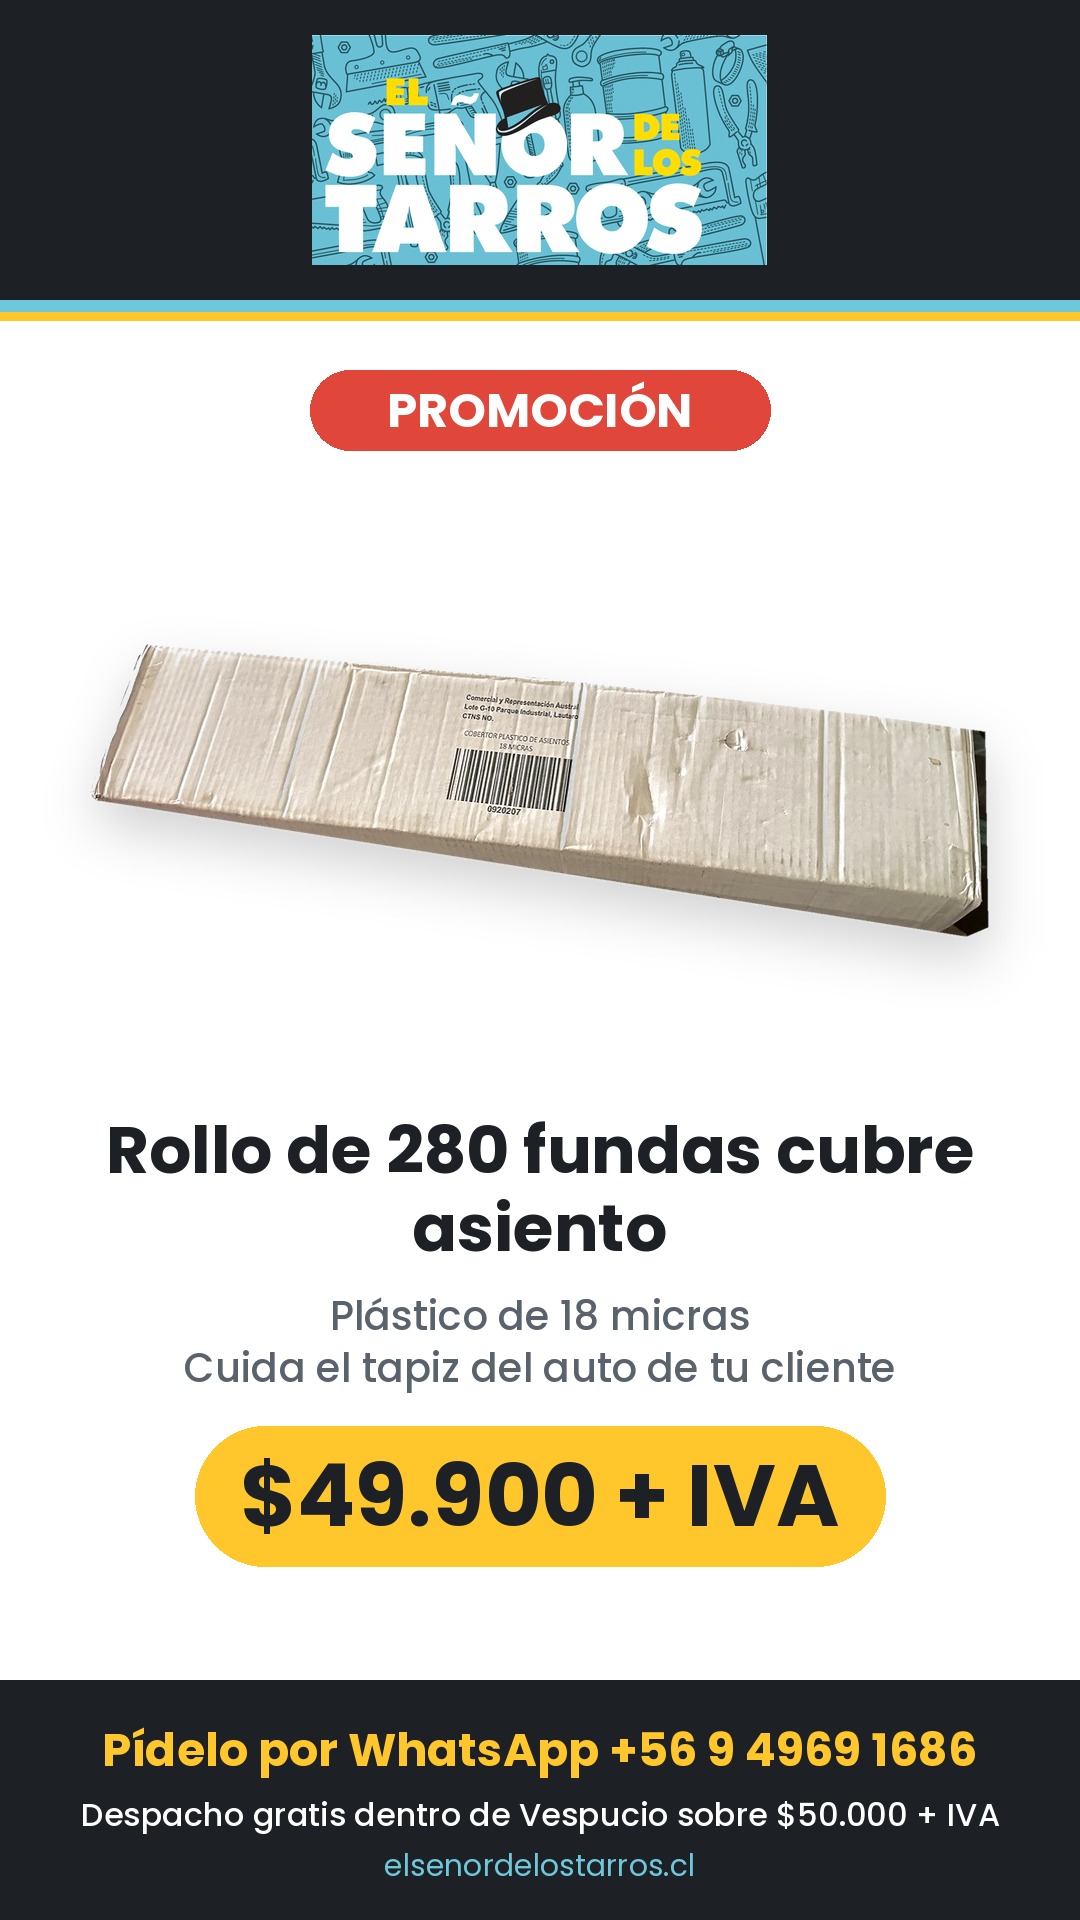 EL
SEÑOR DE LOS
TARROS
PROMOCIÓN
Comercial y Representación Austral
Lote G-10 Parque Industrial, Lautaro
CTNS NO.
COBERTOR PLASTICO DE ASIENTOS
18 MICRAS
0920207
Rollo de 280 fundas cubre
asiento
Plástico de 18 micras
Cuida el tapiz del auto de tu cliente
$49.900 + IVA
Pídelo por WhatsApp +56 9 4969 1686
Despacho gratis dentro de Vespucio sobre $50.000 + IVA
elsenordelostarros.cl